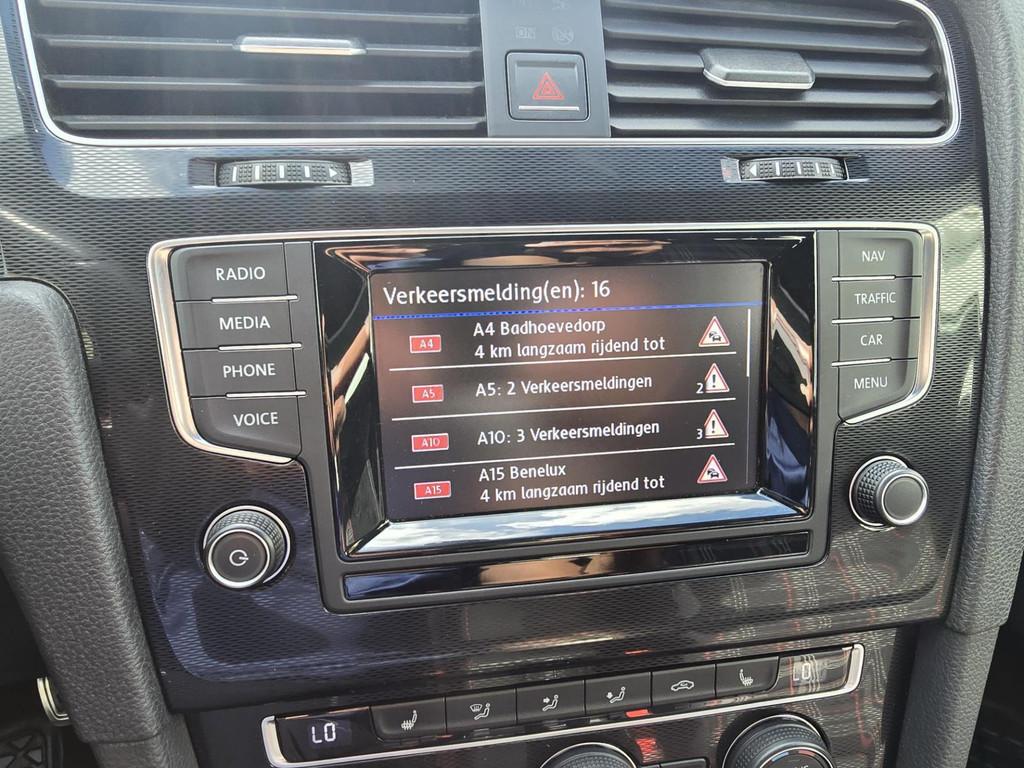 RADIO
MEDIA
PHONE
VOICE
Verkeersmelding(en): 16
A4
A4 Badhoevedorp
4 km langzaam rijdend tot
A5
A5: 2 Verkeersmeldingen
2
A10
A10: 3 Verkeersmeldingen
3
A15
A15 Benelux
4 km langzaam rijdend tot
NAV
TRAFFIC
CAR
MENU
LO
LO